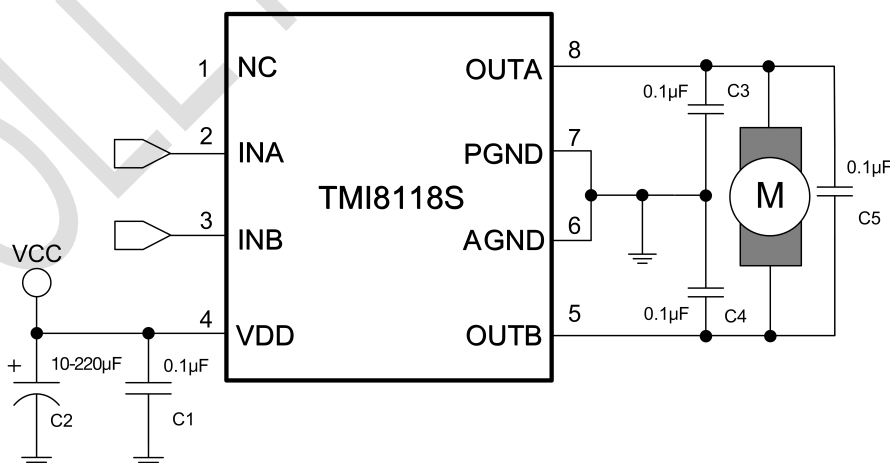 8
1 NC
OUTA
0.1µF
C3
2
INA
7
PGND
0.1µF
TMI8118S
M
C5
3
INB
6
AGND
VCC
0.1µF
C4
4
VDD
5
OUTB
+
10-220µF
0.1µF
C2
C1